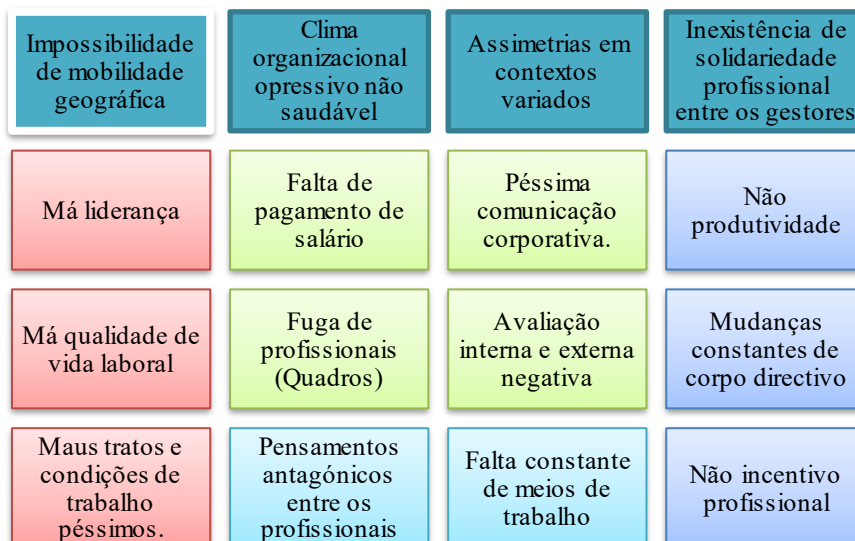 Impossibilidade
de mobilidade
geográfica
Clima
organizacional
opressivo não
saudável
Assimetrias em
contextos
variados
Inexistência de
solidariedade
profissional
entre os gestores
Má liderança
Falta de
pagamento de
salário
Péssima
comunicação
corporativa.
Não
produtividade
Má qualidade de
vida laboral
Fuga de
profissionais
(Quadros)
Avaliação
interna e externa
negativa
Mudanças
constantes de
corpo directivo
Maus tratos e
condições de
trabalho
péssimos.
Pensamentos
antagónicos
entre os
profissionais
Falta constante
de meios de
trabalho
Não incentivo
profissional